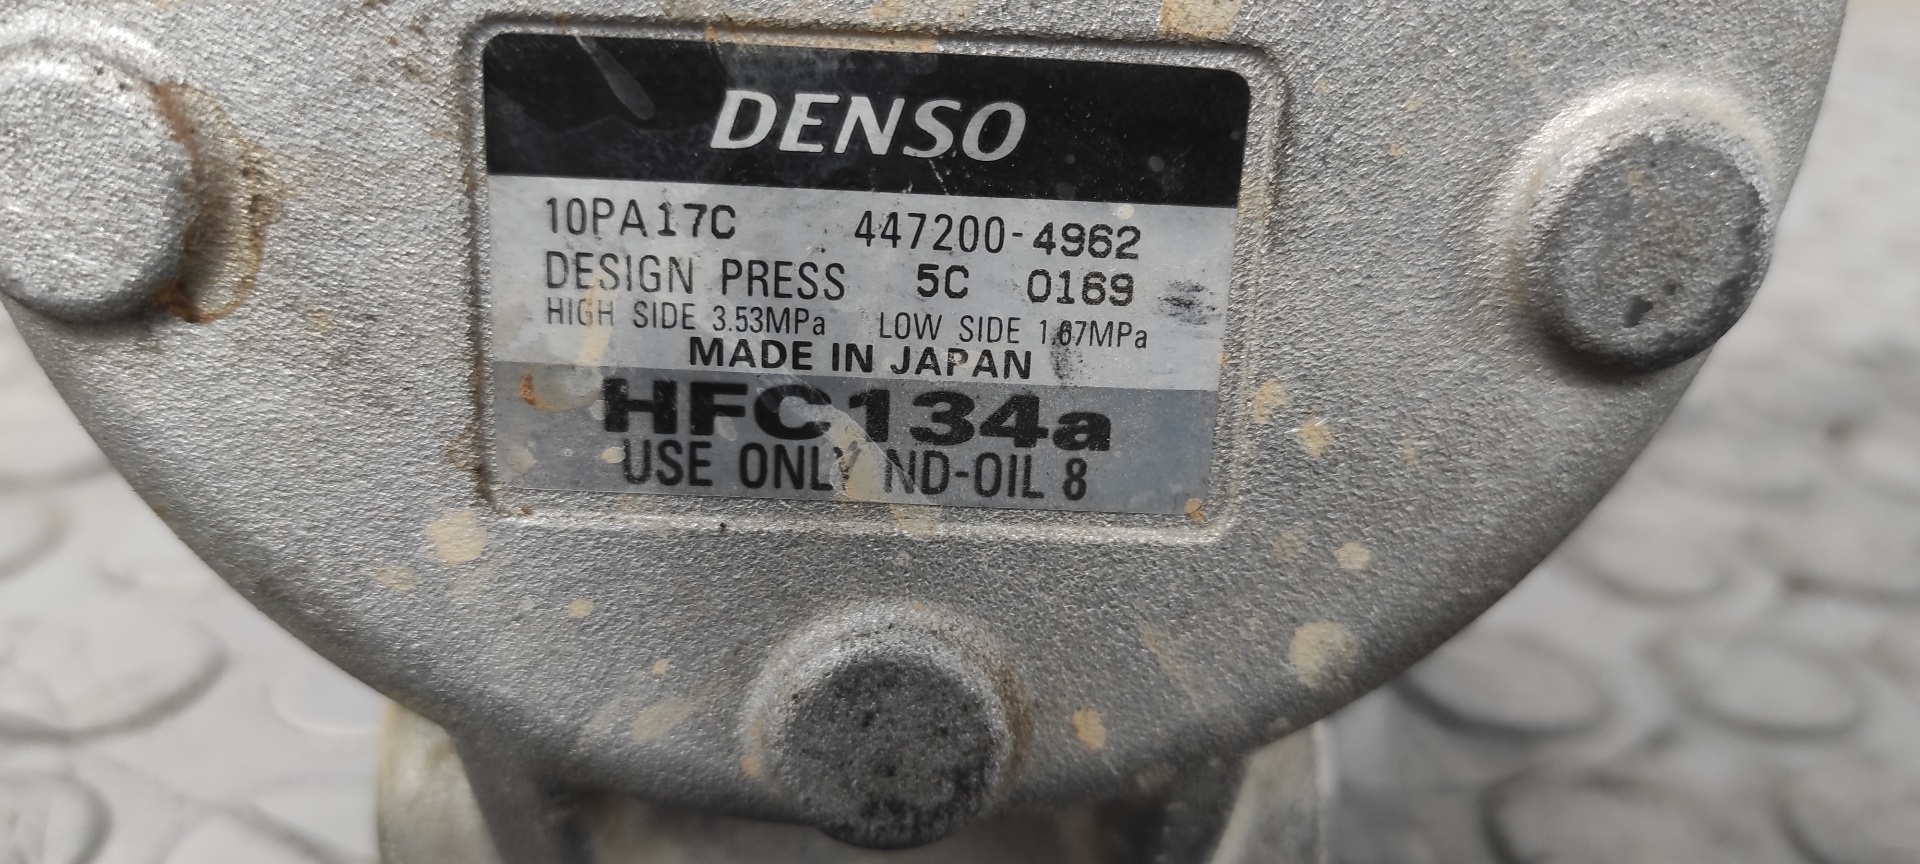 DENSO
10PA17C 447200-4962
DESIGN PRESS 5C 0169
HIGH SIDE 3.53MPa LOW SIDE 1.67MPa
MADE IN JAPAN
HFC134a
USE ONLY ND-OIL 8